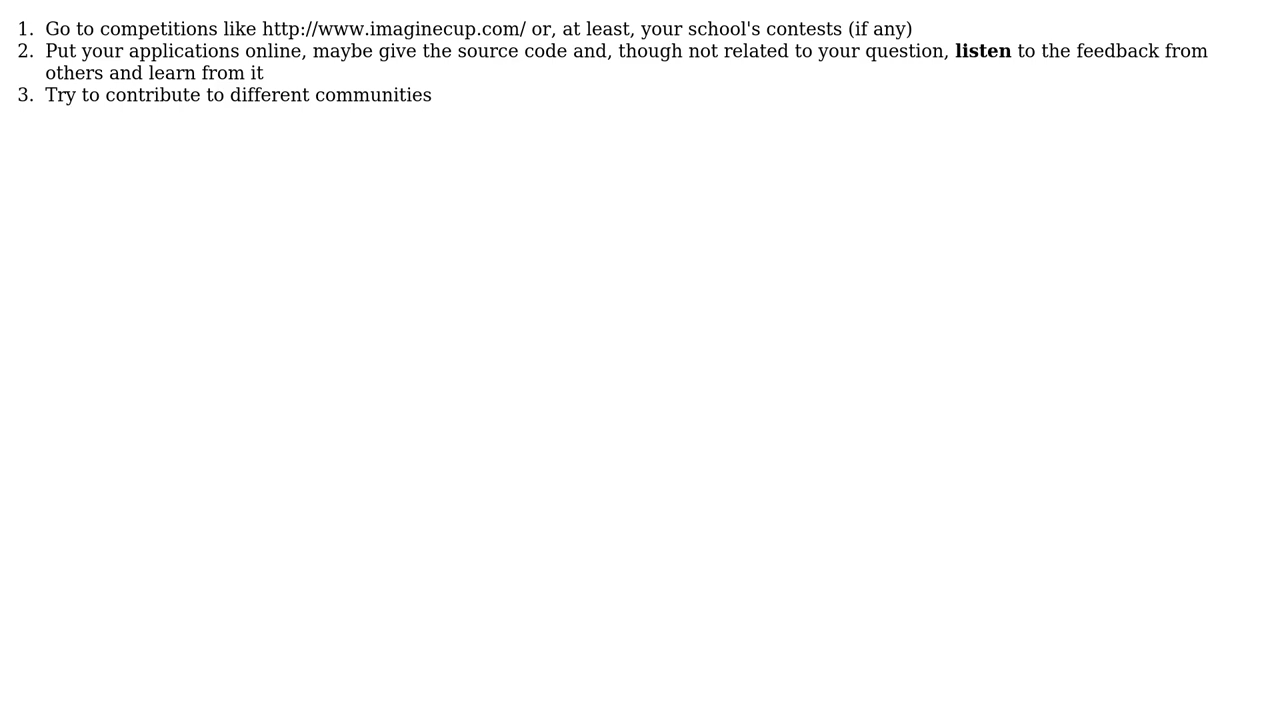 1. Go to competitions like http://www.imaginecup.com/ or, at least, your school's contests (if any)
2. Put your applications online, maybe give the source code and, though not related to your question, listen to the feedback from
others and learn from it
3. Try to contribute to different communities